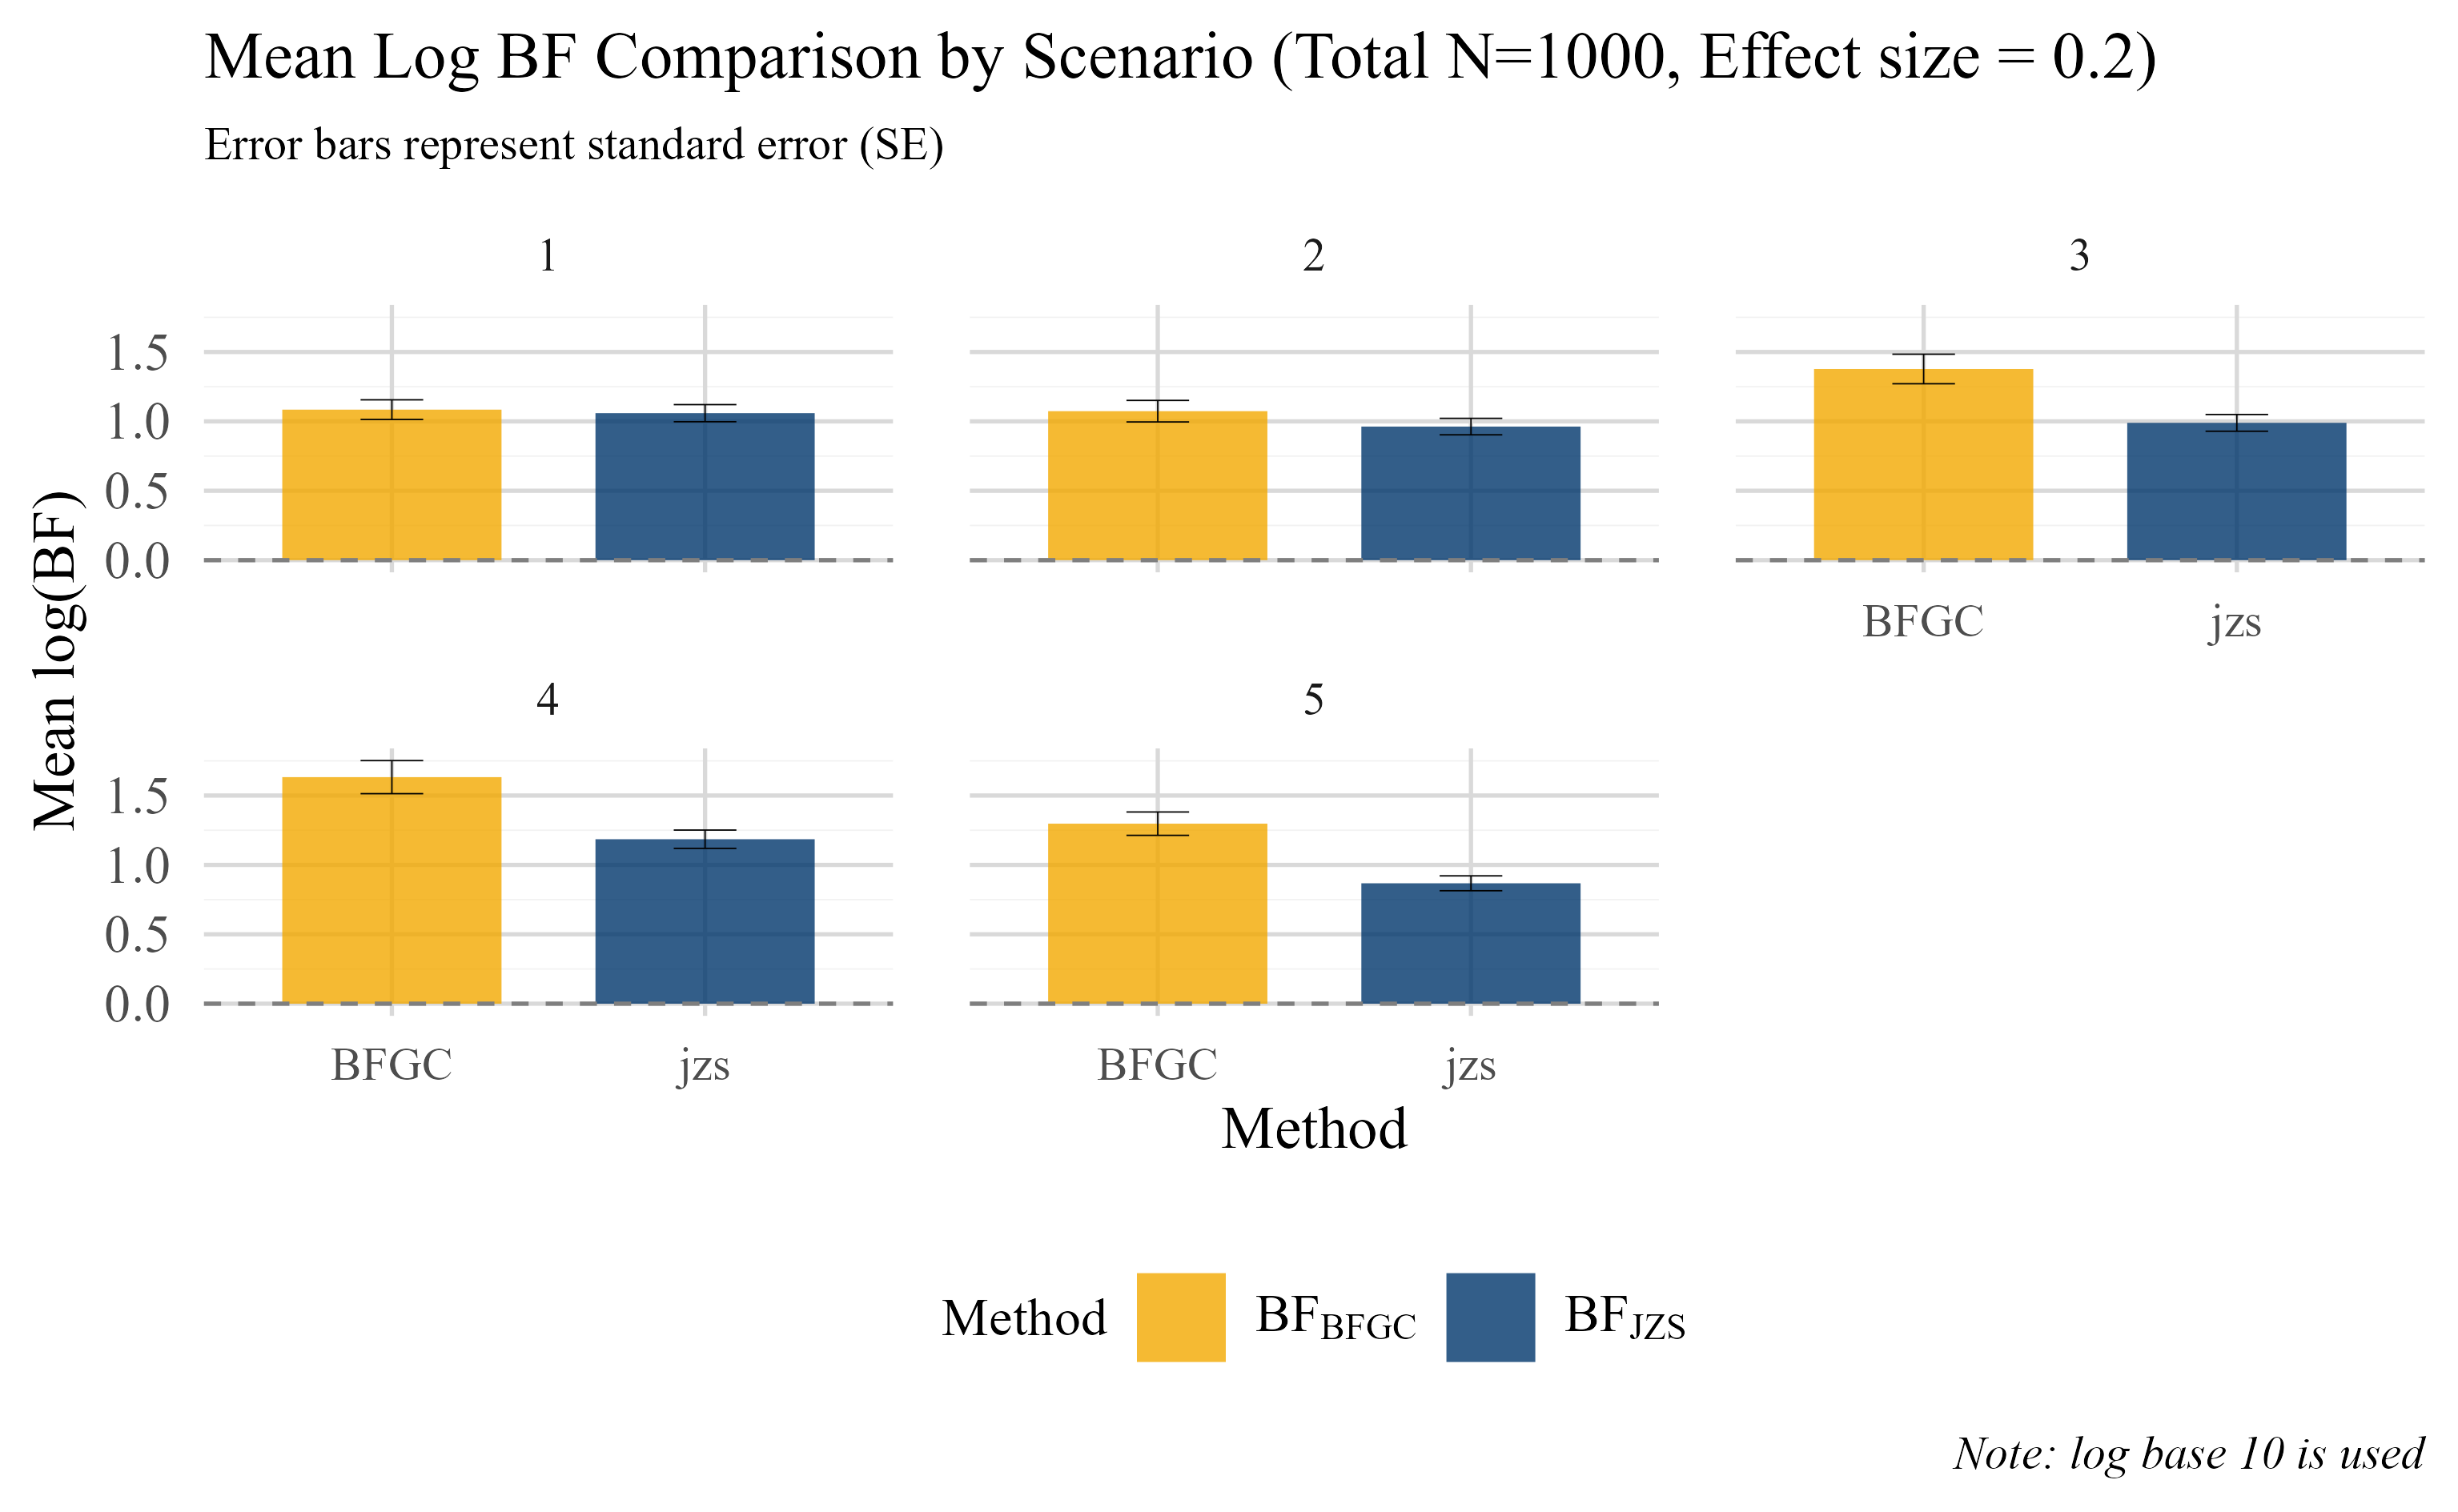 Mean Log BF Comparison by Scenario (Total N=1000, Effect size = 0.2)
Error bars represent standard error (SE)
1
2
3
1.5
1.0
0.5
0.0
BFGC
jzs
Mean log(BF)
4
5
1.5
1.0
0.5
0.0
BFGC
jzs
BFGC
jzs
Method
Method
BF_BFGC
BF_JZS
Note: log base 10 is used